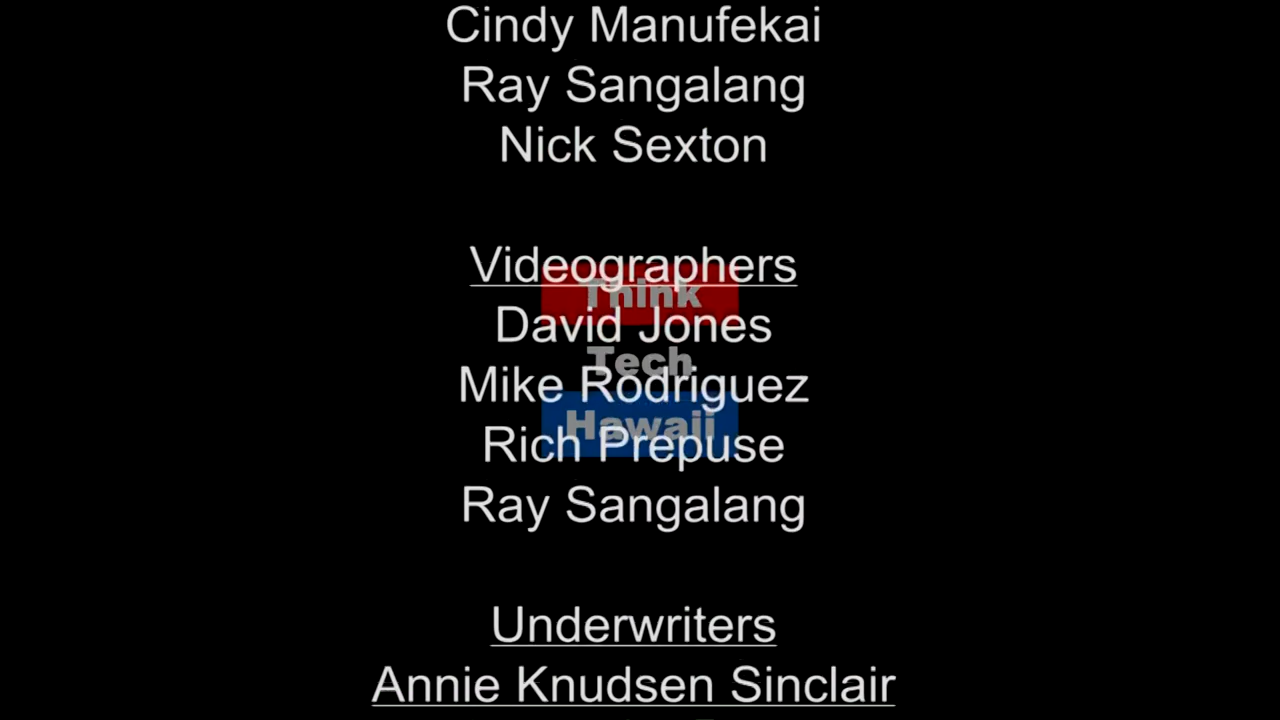 Cindy Manufekai
Ray Sangalang
Nick Sexton
Videographers
Think
David Jones
Tech
Mike Rodriguez
Hawaii
Rich Prepuse
Ray Sangalang
Underwriters
Annie Knudsen Sinclair